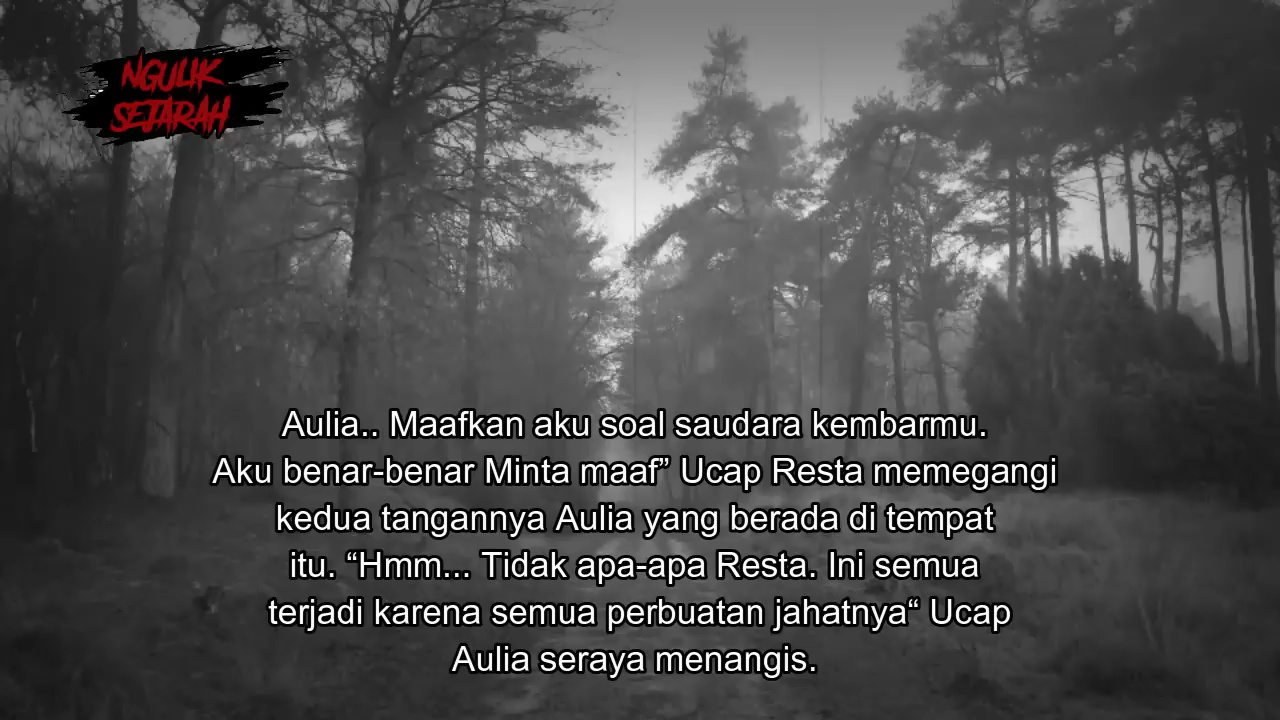 NGULIK
SEJARAH
Aulia.. Maafkan aku soal saudara kembarmu.
Aku benar-benar Minta maaf” Ucap Resta memegangi
kedua tangannya Aulia yang berada di tempat
itu. “Hmm... Tidak apa-apa Resta. Ini semua
terjadi karena semua perbuatan jahatnya“ Ucap
Aulia seraya menangis.